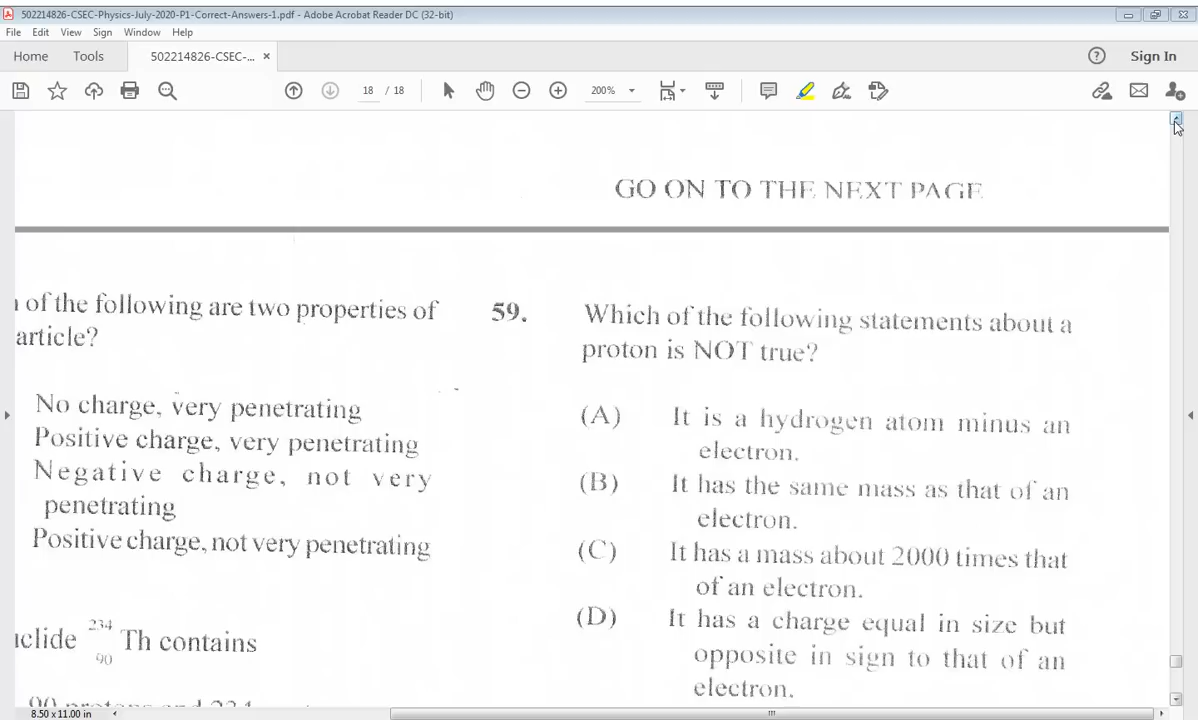 502214826-CSEC-Physics-July-2020-P1-Correct-Answers-1.pdf - Adobe Acrobat Reader DC (32-bit)
File Edit View Sign Window Help
Home Tools 502214826-CSEC-... × Sign In
18 / 18 200%
GO ON TO THE NEXT PAGE
of the following are two properties of
article?
No charge, very penetrating
Positive charge, very penetrating
Negative charge, not very
penetrating
Positive charge, not very penetrating
uclide 234 90 Th contains
90 protons and 234
59. Which of the following statements about a
proton is NOT true?
(A) It is a hydrogen atom minus an
electron.
(B) It has the same mass as that of an
electron.
(C) It has a mass about 2000 times that
of an electron.
(D) It has a charge equal in size but
opposite in sign to that of an
electron.
8.50 x 11.00 in